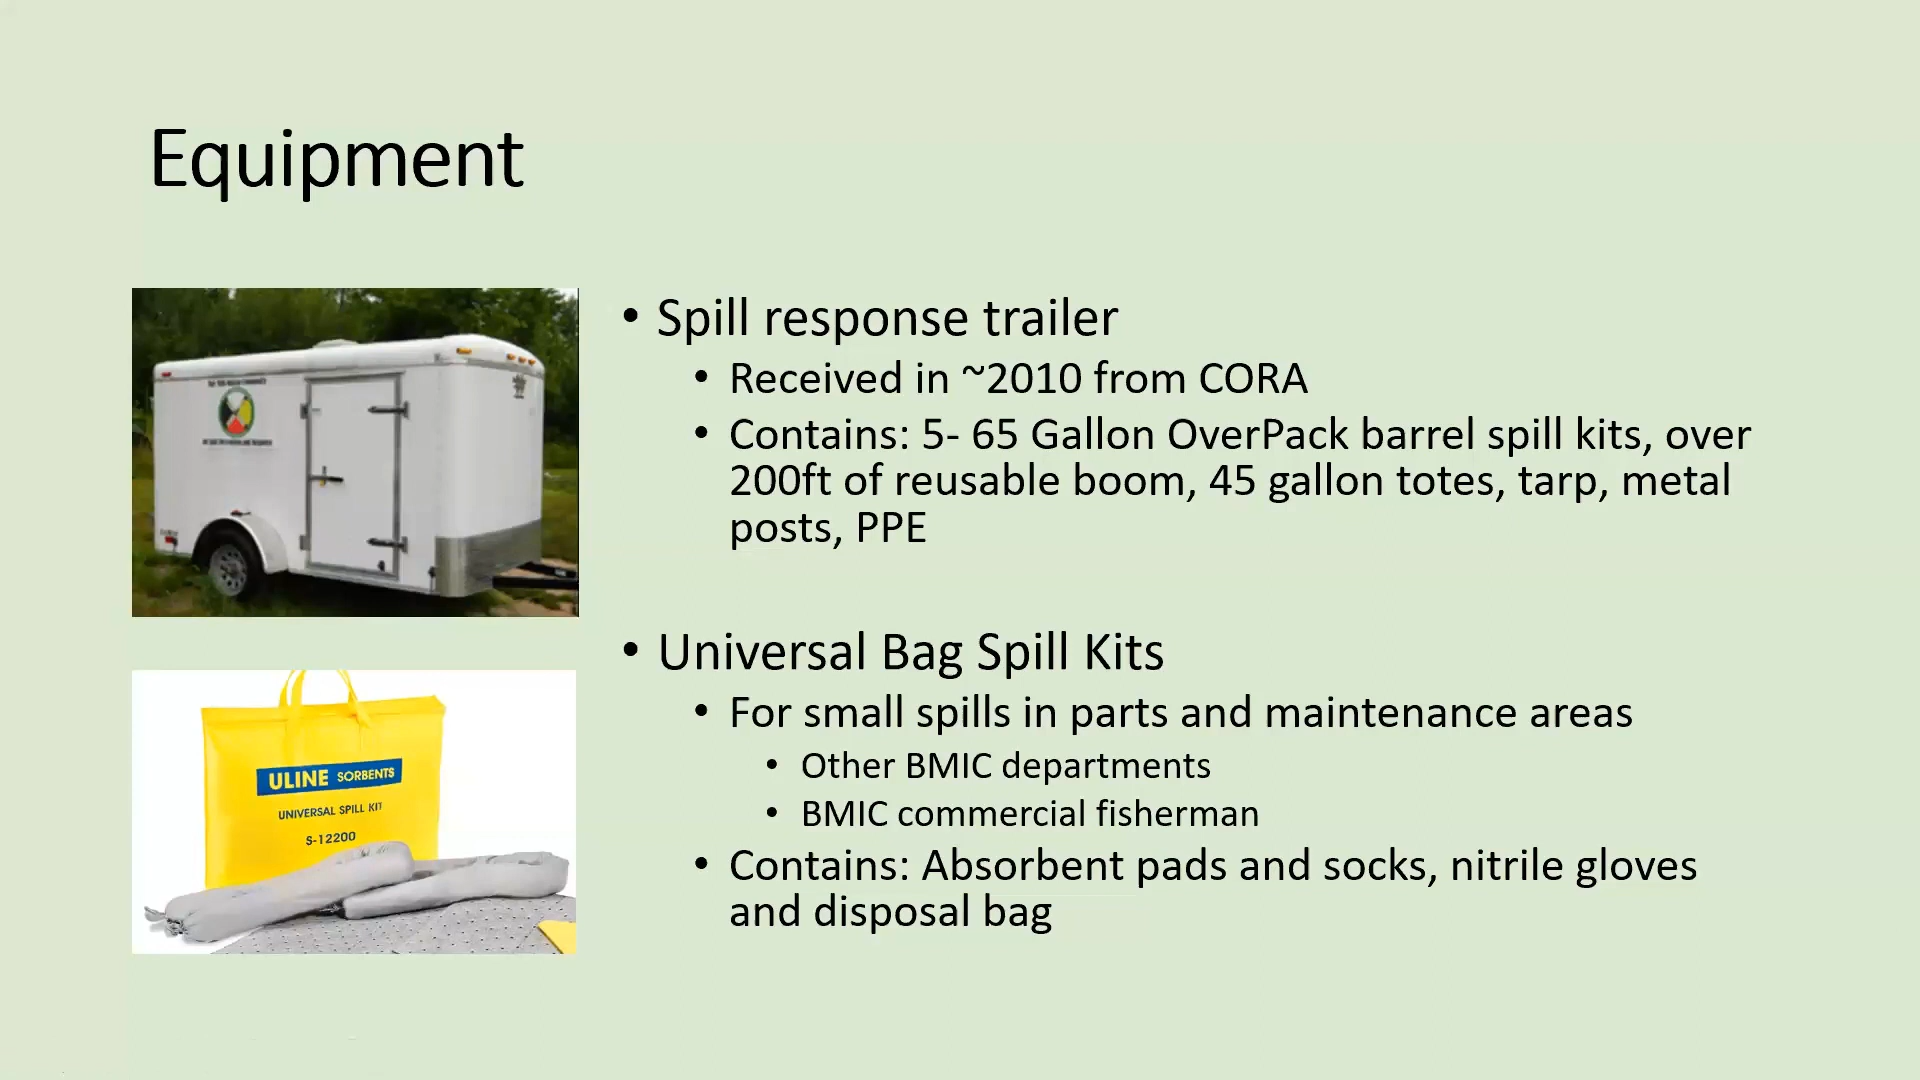 Equipment
• Spill response trailer
• Received in ~2010 from CORA
• Contains: 5- 65 Gallon OverPack barrel spill kits, over
200ft of reusable boom, 45 gallon totes, tarp, metal
posts, PPE
• Universal Bag Spill Kits
• For small spills in parts and maintenance areas
• Other BMIC departments
• BMIC commercial fisherman
• Contains: Absorbent pads and socks, nitrile gloves
and disposal bag
ULINE SORBENTS
UNIVERSAL SPILL KIT
S-12200